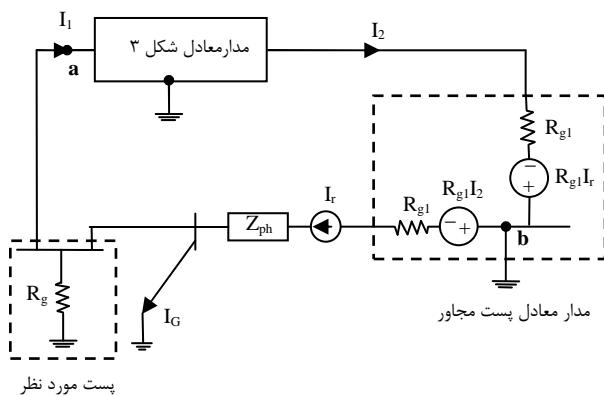 I1
I2
a
مدارمعادل شکل ۳
Rg1
Rg1Ir
Rg1I2
Rg1
Ir
Zph
b
Rg
IG
مدار معادل پست مجاور
پست مورد نظر